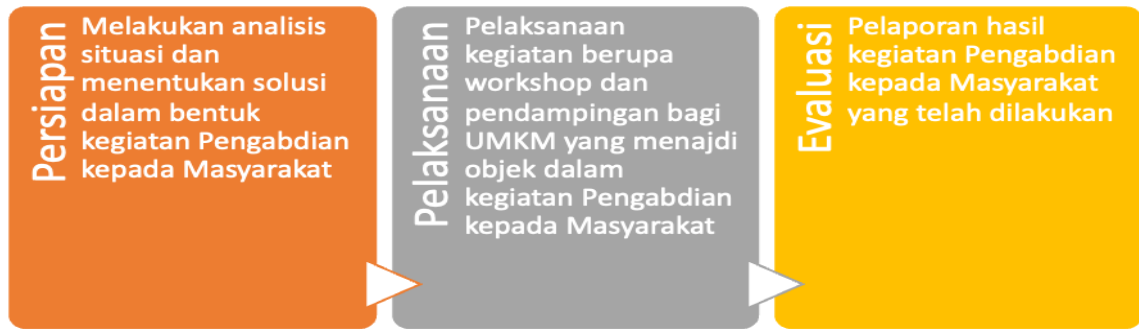 Persiapan
Melakukan analisis
situasi dan
menentukan solusi
dalam bentuk
kegiatan Pengabdian
kepada Masyarakat
Pelaksanaan
Pelaksanaan
kegiatan berupa
workshop dan
pendampingan bagi
UMKM yang menajdi
objek dalam
kegiatan Pengabdian
kepada Masyarakat
Evaluasi
Pelaporan hasil
kegiatan Pengabdian
kepada Masyarakat
yang telah dilakukan